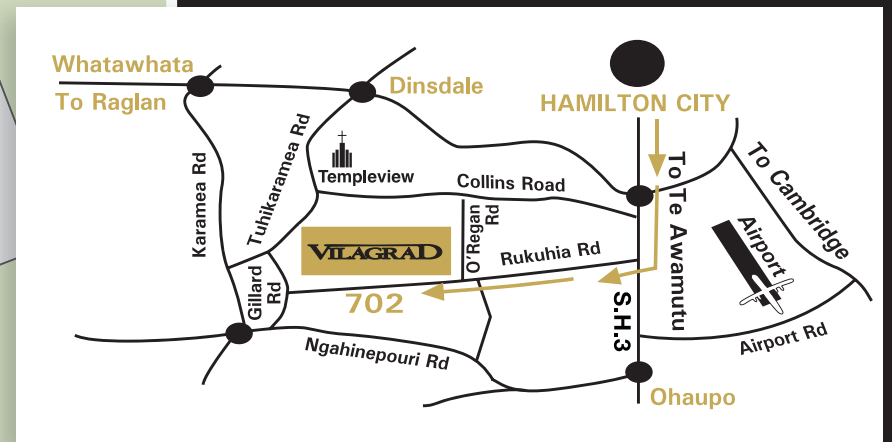 Whatawhata
To Raglan
Dinsdale
HAMILTON CITY
Karamea Rd
Tuhikaramea Rd
Templeview
Collins Road
To Te Awamutu
To Cambridge
Airport
VILAGRAD
O'Regan
Rd
Rukuhia Rd
Gillard
Rd
702
S.H.3
Airport Rd
Ngahinepouri Rd
Ohaupo